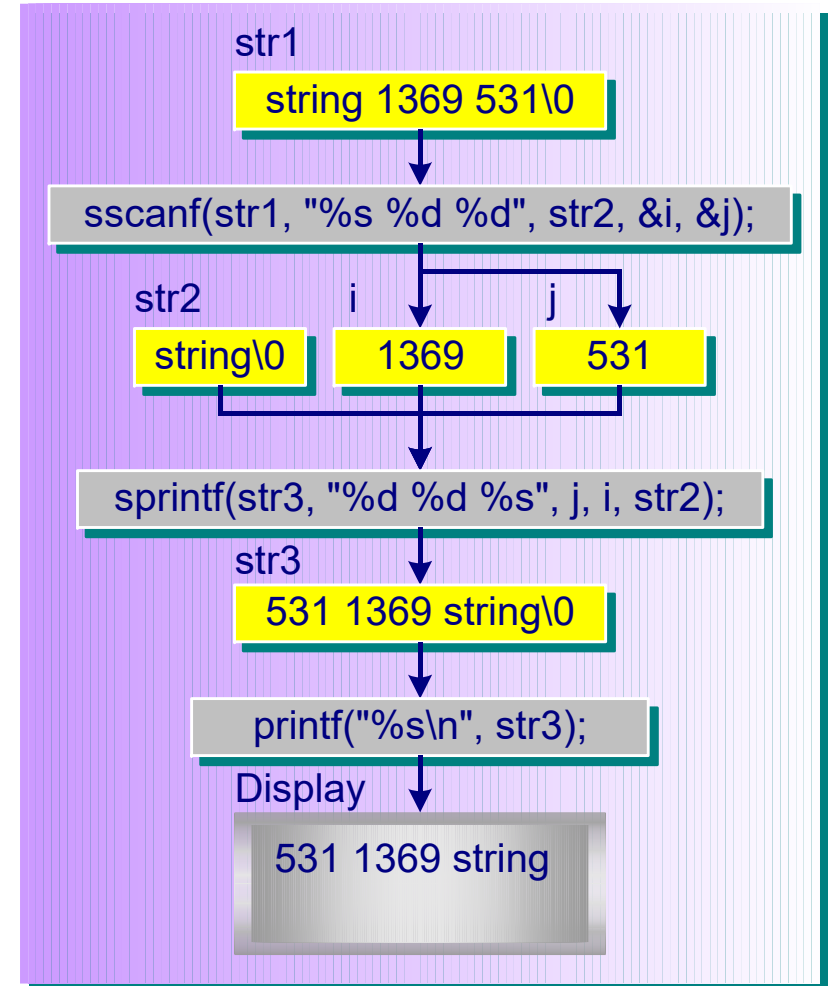 str1
string 1369 531\0
sscanf(str1, "%s %d %d", str2, &i, &j);
str2 i j
string\0 1369 531
sprintf(str3, "%d %d %s", j, i, str2);
str3
531 1369 string\0
printf("%s\n", str3);
Display
531 1369 string